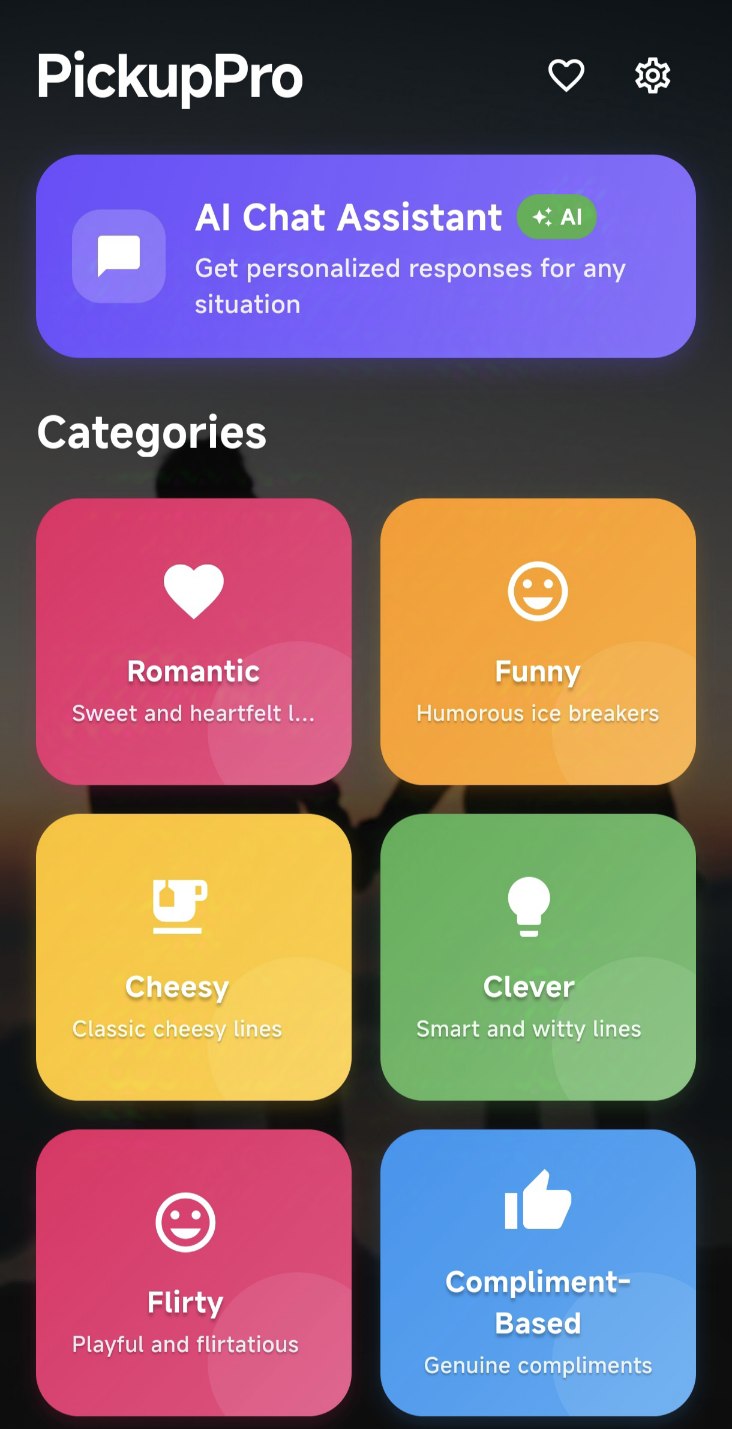 PickupPro
AI Chat Assistant AI
Get personalized responses for any
situation
Categories
Romantic
Sweet and heartfelt l...
Funny
Humorous ice breakers
Cheesy
Classic cheesy lines
Clever
Smart and witty lines
Flirty
Playful and flirtatious
Compliment-
Based
Genuine compliments